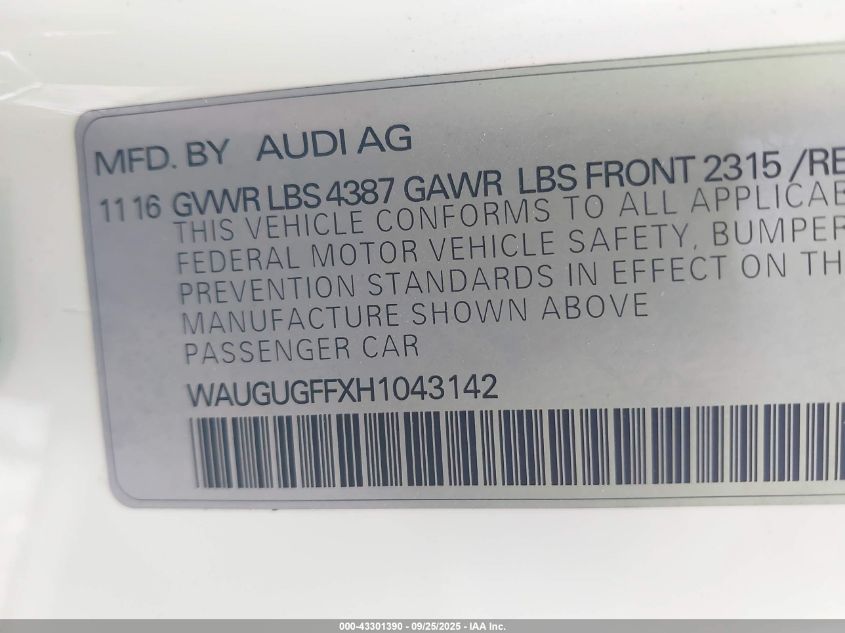 MFD. BY AUDI AG
11 16 GVWR LBS 4387 GAWR LBS FRONT 2315 /RE
THIS VEHICLE CONFORMS TO ALL APPLICAB
FEDERAL MOTOR VEHICLE SAFETY, BUMPER
PREVENTION STANDARDS IN EFFECT ON TH
MANUFACTURE SHOWN ABOVE
PASSENGER CAR
WAUGUGFFXH1043142
000-43301390 - 09/25/2025 - IAA Inc.